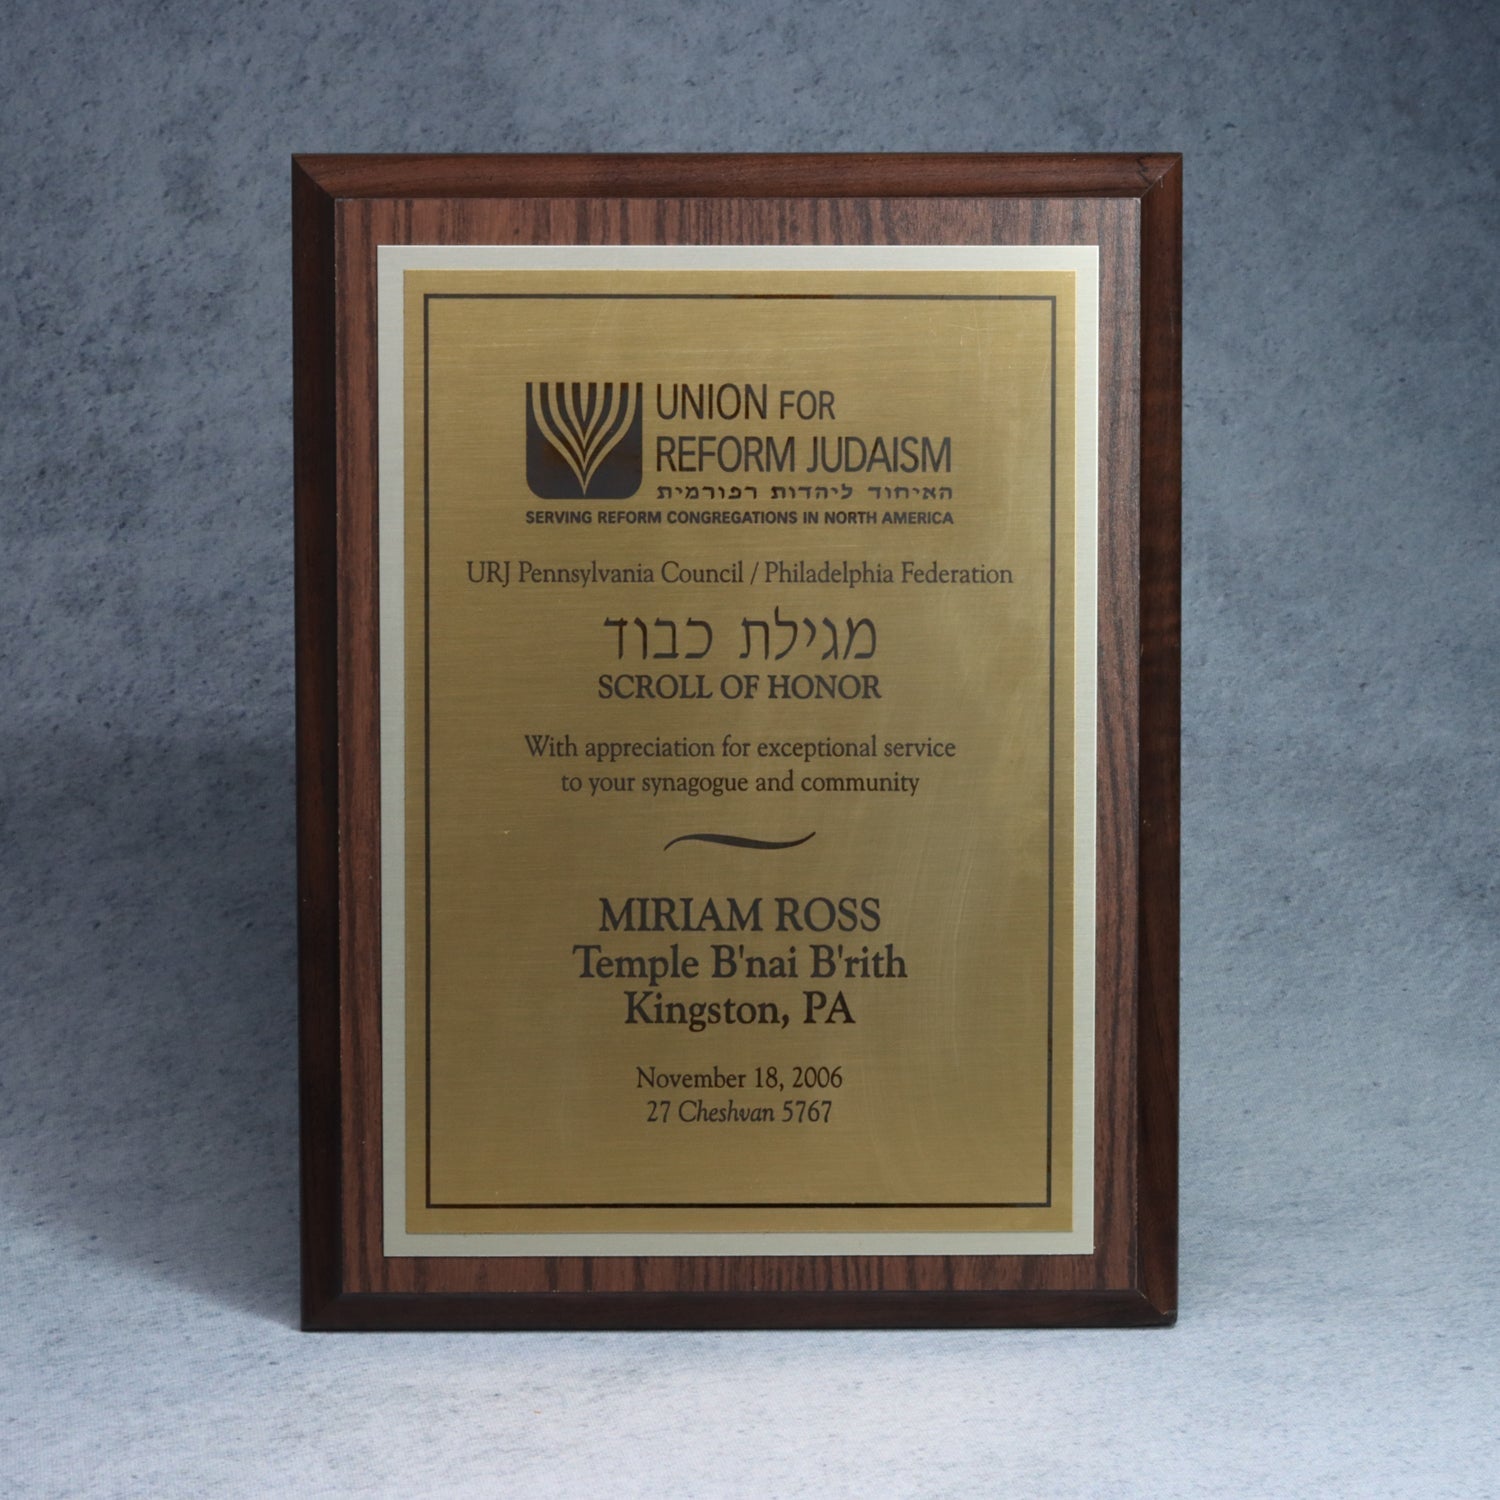 UNION FOR
REFORM JUDAISM
האיחוד ליהדות רפורמית
SERVING REFORM CONGREGATIONS IN NORTH AMERICA
URJ Pennsylvania Council / Philadelphia Federation
מגילת כבוד
SCROLL OF HONOR
With appreciation for exceptional service
to your synagogue and community
MIRIAM ROSS
Temple B'nai B'rith
Kingston, PA
November 18, 2006
27 Cheshvan 5767